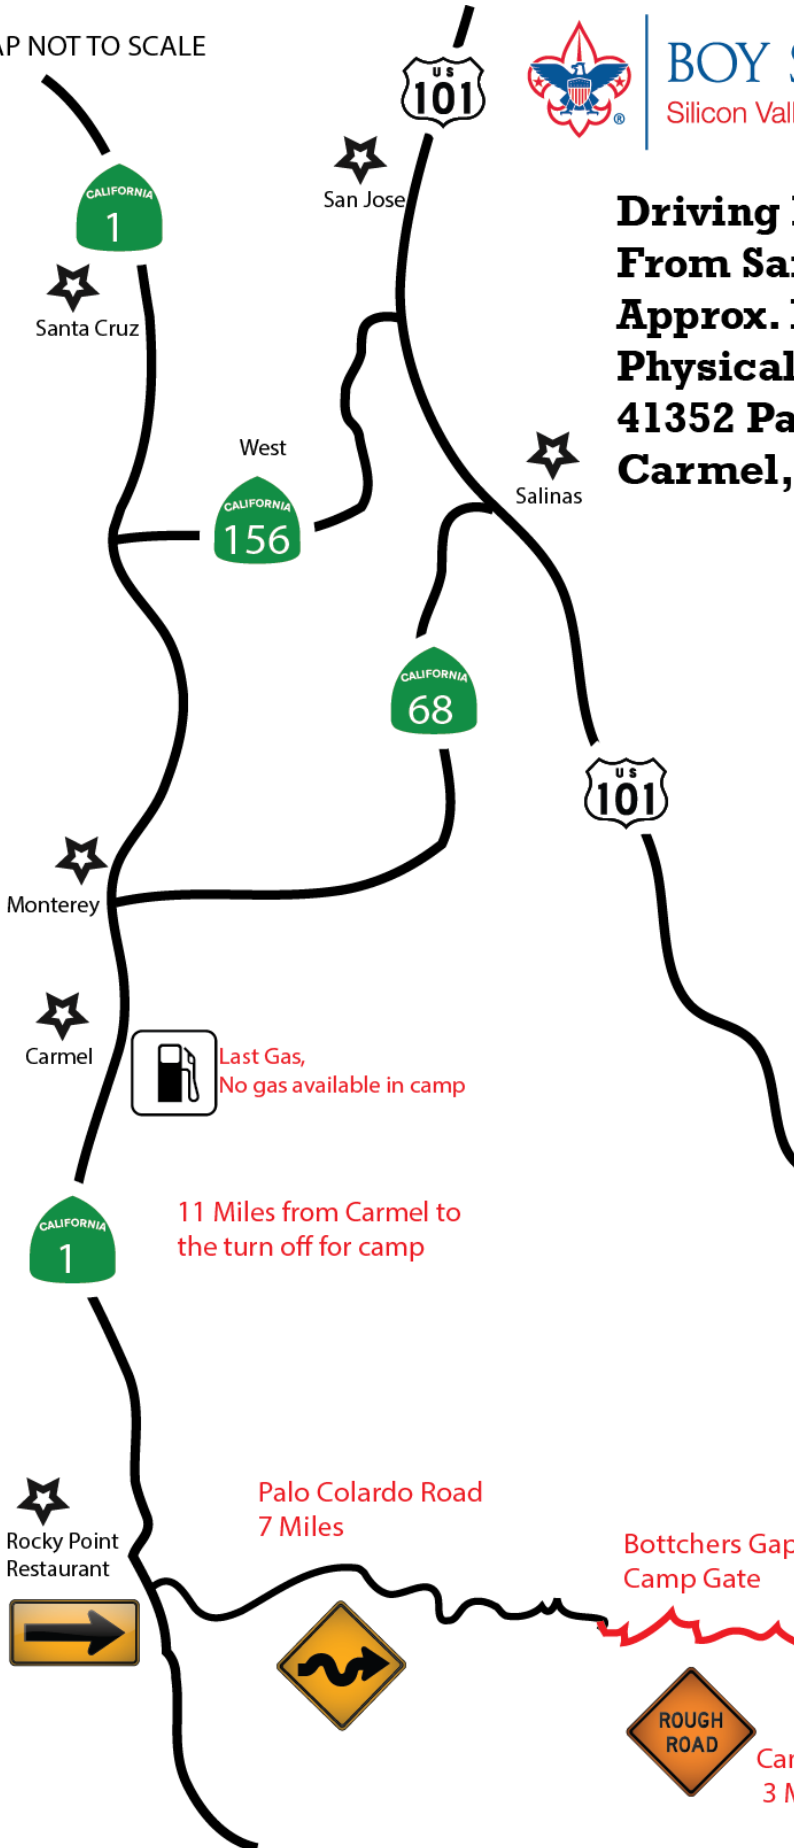 AP NOT TO SCALE
US
101
BOY S
Silicon Vall
®
CALIFORNIA
1
San Jose
Driving
From Sa
Approx.
Physical
41352 Pa
Carmel,
Santa Cruz
West
CALIFORNIA
156
Salinas
CALIFORNIA
68
US
101
Monterey
Carmel
Last Gas,
No gas available in camp
CALIFORNIA
1
11 Miles from Carmel to
the turn off for camp
Palo Colardo Road
7 Miles
Rocky Point
Restaurant
Bottchers Gap
Camp Gate
ROUGH
ROAD
Ca
3 M